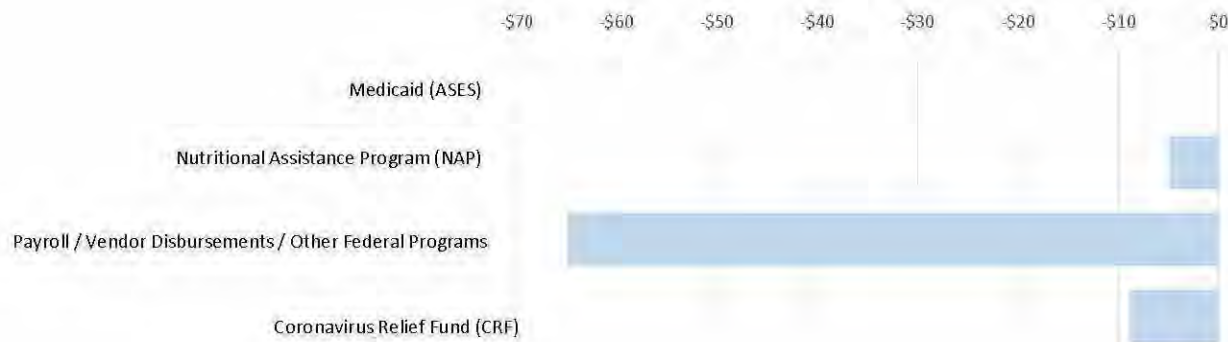 -$70 -$60 -$50 -$40 -$30 -$20 -$10 $0
Medicaid (ASES)
Nutritional Assistance Program (NAP)
Payroll / Vendor Disbursements / Other Federal Programs
Coronavirus Relief Fund (CRF)